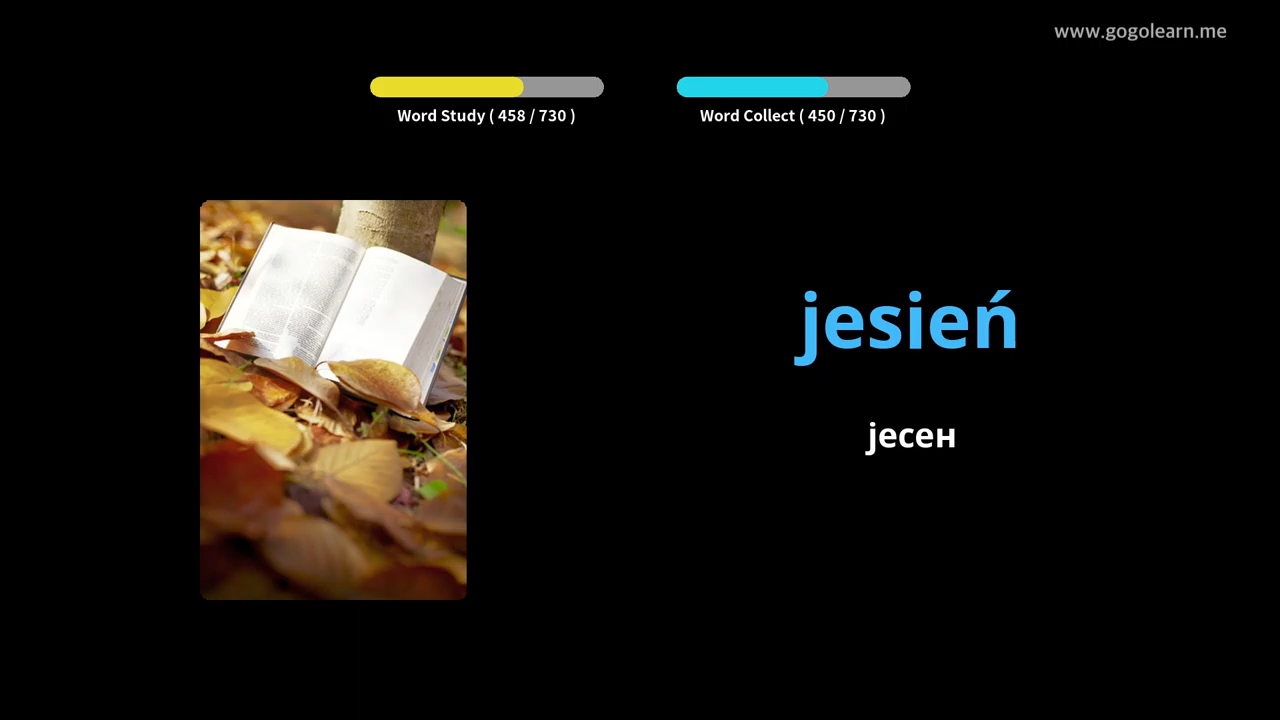 www.gogolearn.me
Word Study ( 458 / 730 )
Word Collect ( 450 / 730 )
jesień
јесен